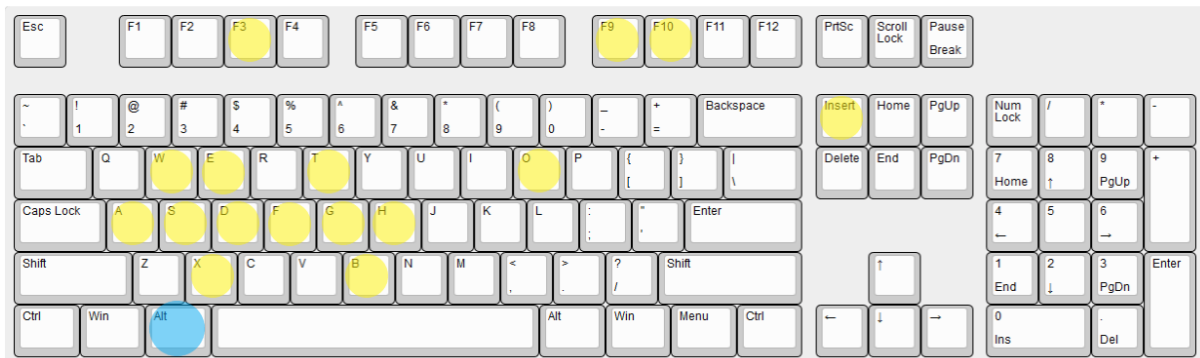 Esc F1 F2 F3 F4 F5 F6 F7 F8 F9 F10 F11 F12 PrtSc Scroll Lock Pause Break
~ ` ! 1 @ 2 # 3 $ 4 % 5 ^ 6 & 7 * 8 ( 9 ) 0 _ - + = Backspace Insert Home PgUp Num Lock / * -
Tab Q W E R T Y U I O P { [ } ] | \ Delete End PgDn 7 Home 8 ↑ 9 PgUp +
Caps Lock A S D F G H J K L : ; " ' Enter 4 ← 5 6 →
Shift Z X C V B N M < , > . ? / Shift ↑ 1 End 2 ↓ 3 PgDn Enter
Ctrl Win Alt Alt Win Menu Ctrl ← ↓ → 0 Ins . Del